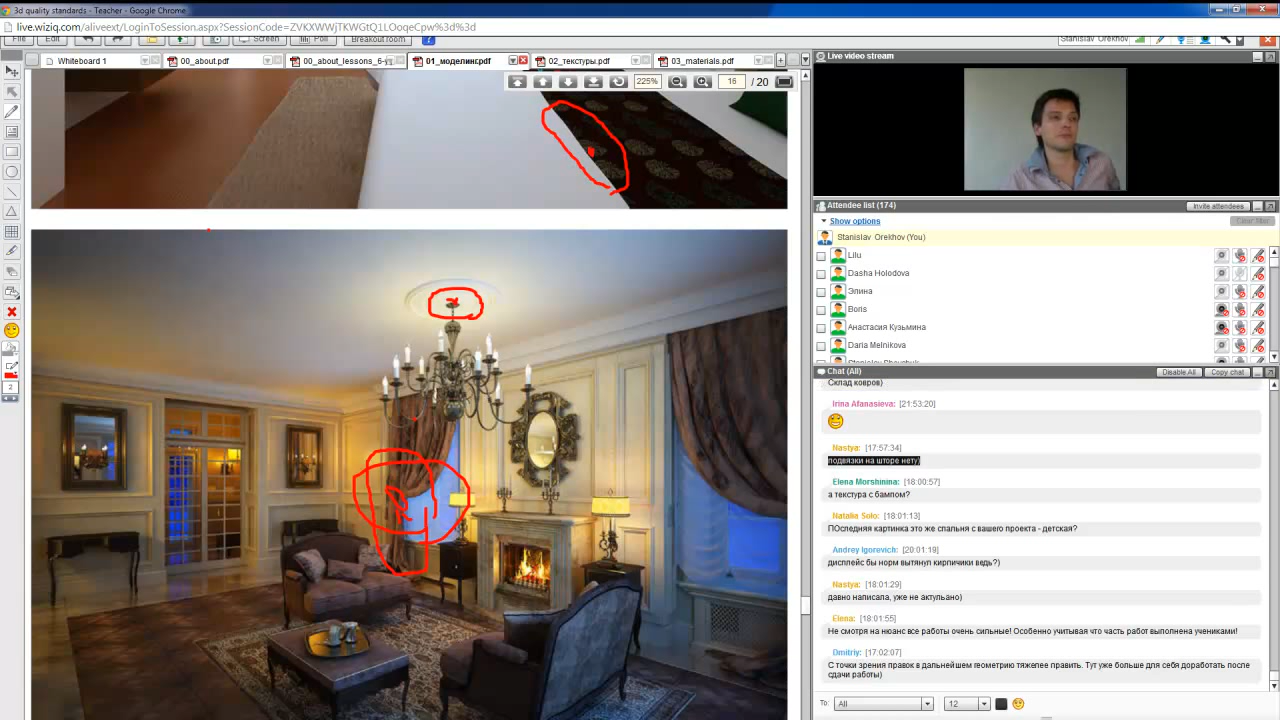 3d quality standards - Teacher - Google Chrome
live.wiziq.com/aliveext/LoginToSession.aspx?SessionCode=ZVKXWWjTKWGtQ1LOoqeCpw%3d%3d
File Edit Screen Poll Breakout room ? Stanislav Orekhov
Whiteboard 1 00_about.pdf 00_about_lessons_6-ys 01_моделинг.pdf 02_текстуры.pdf 03_materials.pdf
225% 16 / 20
2
Live video stream
Attendee list (174) Invite attendees
Show options
Stanislav Orekhov (You)
Lilu
Dasha Holodova
Элина
Boris
Анастасия Кузьмина
Daria Melnikova
Chat (All) Disable All Copy chat
Склад ковров)
Irina Afanasieva: [21:53:20]
Nastya: [17:57:34]
подвязки на шторе нету)
Elena Morshinina: [18:00:57]
а текстура с бампом?
Natalia Solo: [18:01:13]
ПОследняя картинка это же спальня с вашего проекта - детская?
Andrey Igorevich: [20:01:19]
дисплейс бы норм вытянул кирпичики ведь?)
Nastya: [18:01:29]
давно написала, уже не актульано)
Elena: [18:01:55]
Не смотря на нюанс все работы очень сильные! Особенно учитывая что часть работ выполнена учениками!
Dmitriy: [17:02:07]
С точки зрения правок в дальнейшем геометрию тяжелее править. Тут уже больше для себя доработать после
сдачи работы)
To: All 12